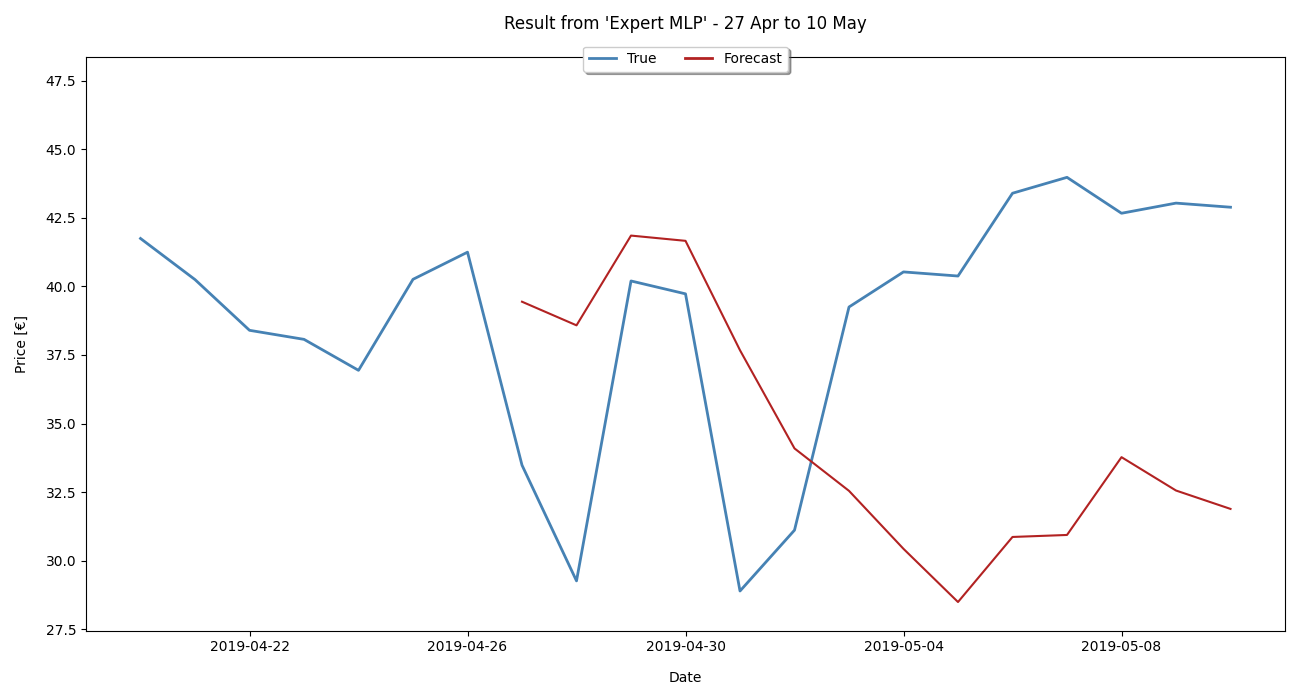 Result from 'Expert MLP' - 27 Apr to 10 May
True Forecast
47.5
45.0
42.5
40.0
37.5
35.0
32.5
30.0
27.5
Price [€]
2019-04-22 2019-04-26 2019-04-30 2019-05-04 2019-05-08
Date